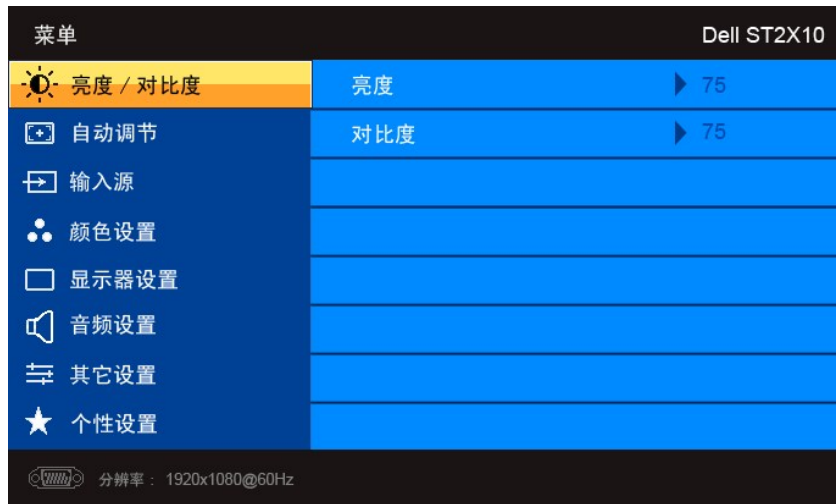 菜单 Dell ST2X10
亮度 / 对比度 亮度 75
自动调节 对比度 75
输入源
颜色设置
显示器设置
音频设置
其它设置
个性设置
分辨率： 1920x1080@60Hz